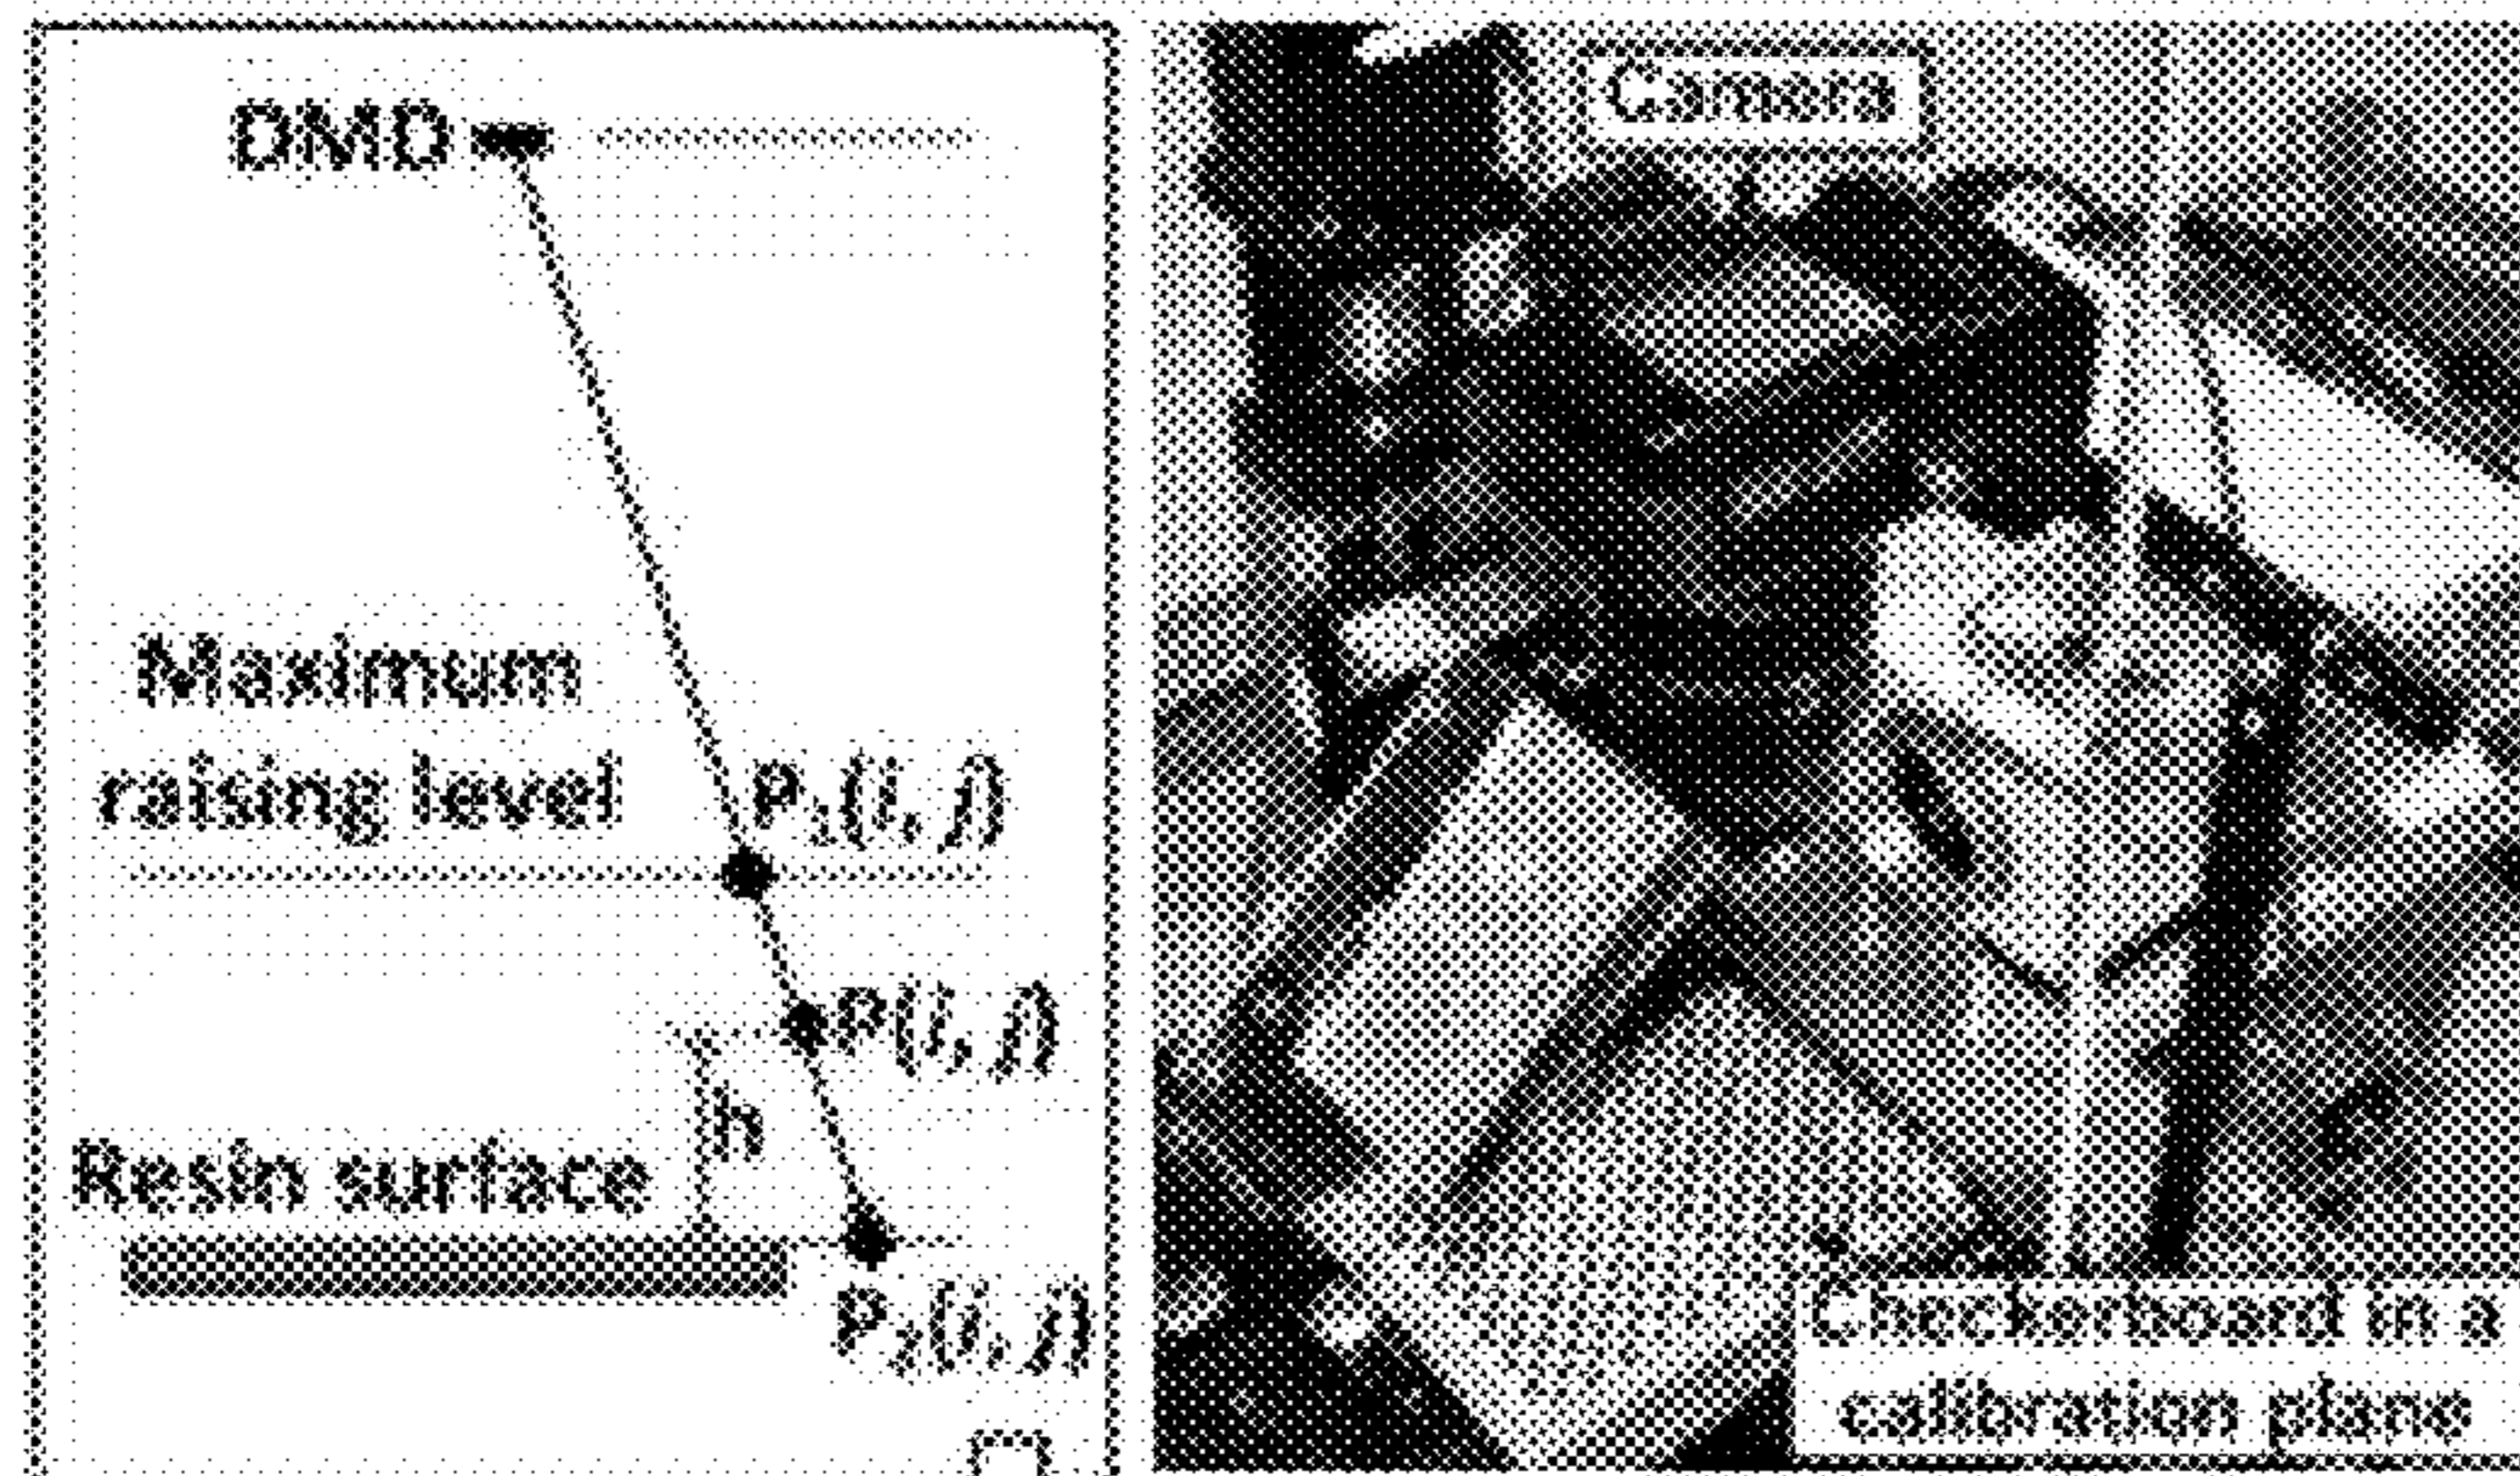 DMD
Maximum
raising level
P₁(i, j)
P(i, j)
h
Resin surface
P₂(i, j)
Camera
Checkerboard in a
calibration plane